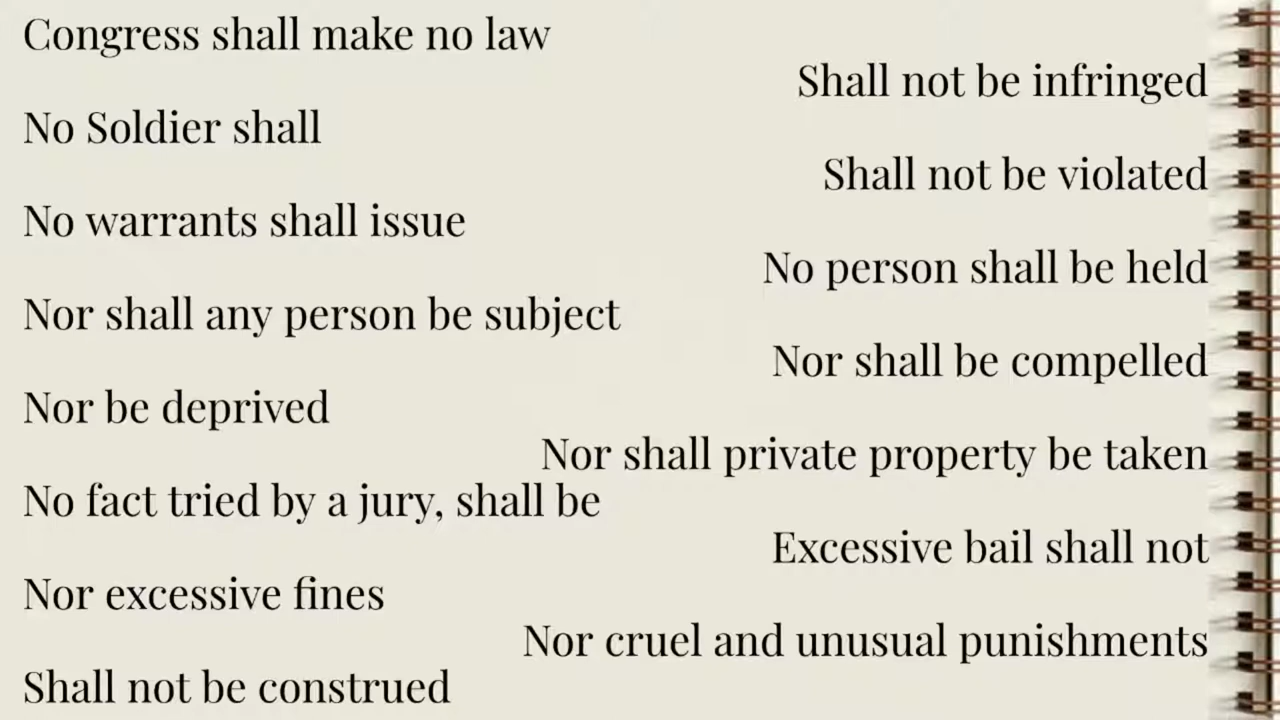 Congress shall make no law
Shall not be infringed
No Soldier shall
Shall not be violated
No warrants shall issue
No person shall be held
Nor shall any person be subject
Nor shall be compelled
Nor be deprived
Nor shall private property be taken
No fact tried by a jury, shall be
Excessive bail shall not
Nor excessive fines
Nor cruel and unusual punishments
Shall not be construed